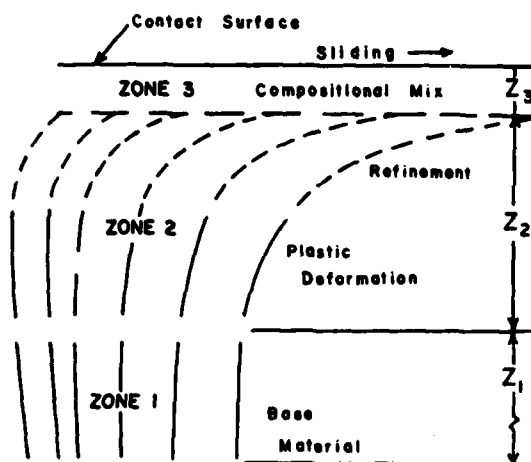 Contact Surface
Sliding
ZONE 3 Compositional Mix Z3
Refinement
ZONE 2 Z2
Plastic
Deformation
Z1
ZONE 1
Base
Material